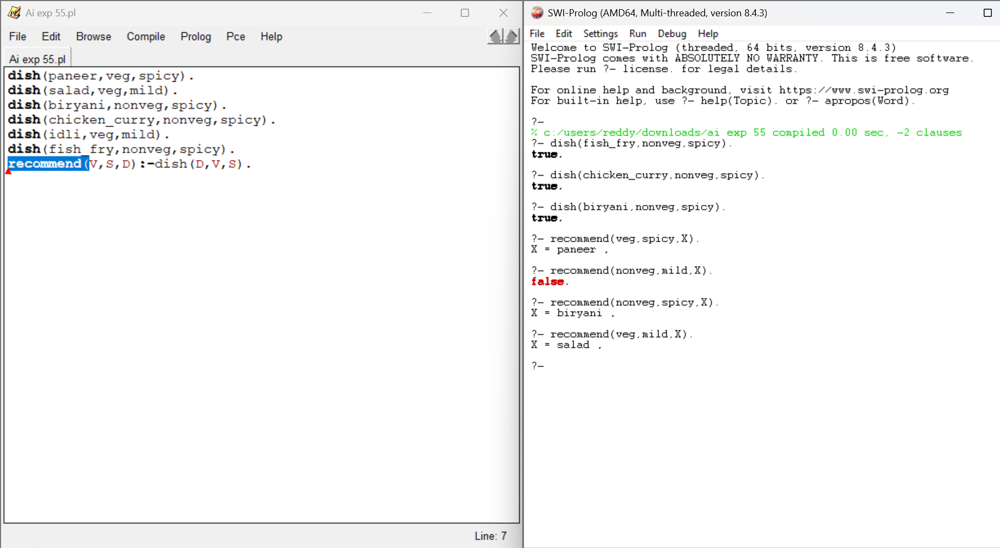 Ai exp 55.pl
File Edit Browse Compile Prolog Pce Help
Ai exp 55.pl
dish(paneer,veg,spicy).
dish(salad,veg,mild).
dish(biryani,nonveg,spicy).
dish(chicken_curry,nonveg,spicy).
dish(idli,veg,mild).
dish(fish_fry,nonveg,spicy).
recommend(V,S,D):-dish(D,V,S).
Line: 7
SWI-Prolog (AMD64, Multi-threaded, version 8.4.3)
File Edit Settings Run Debug Help
Welcome to SWI-Prolog (threaded, 64 bits, version 8.4.3)
SWI-Prolog comes with ABSOLUTELY NO WARRANTY. This is free software.
Please run ?- license. for legal details.
For online help and background, visit https://www.swi-prolog.org
For built-in help, use ?- help(Topic). or ?- apropos(Word).
?-
% c:/users/reddy/downloads/ai exp 55 compiled 0.00 sec, -2 clauses
?- dish(fish_fry,nonveg,spicy).
true.
?- dish(chicken_curry,nonveg,spicy).
true.
?- dish(biryani,nonveg,spicy).
true.
?- recommend(veg,spicy,X).
X = paneer .
?- recommend(nonveg,mild,X).
false.
?- recommend(nonveg,spicy,X).
X = biryani .
?- recommend(veg,mild,X).
X = salad .
?-